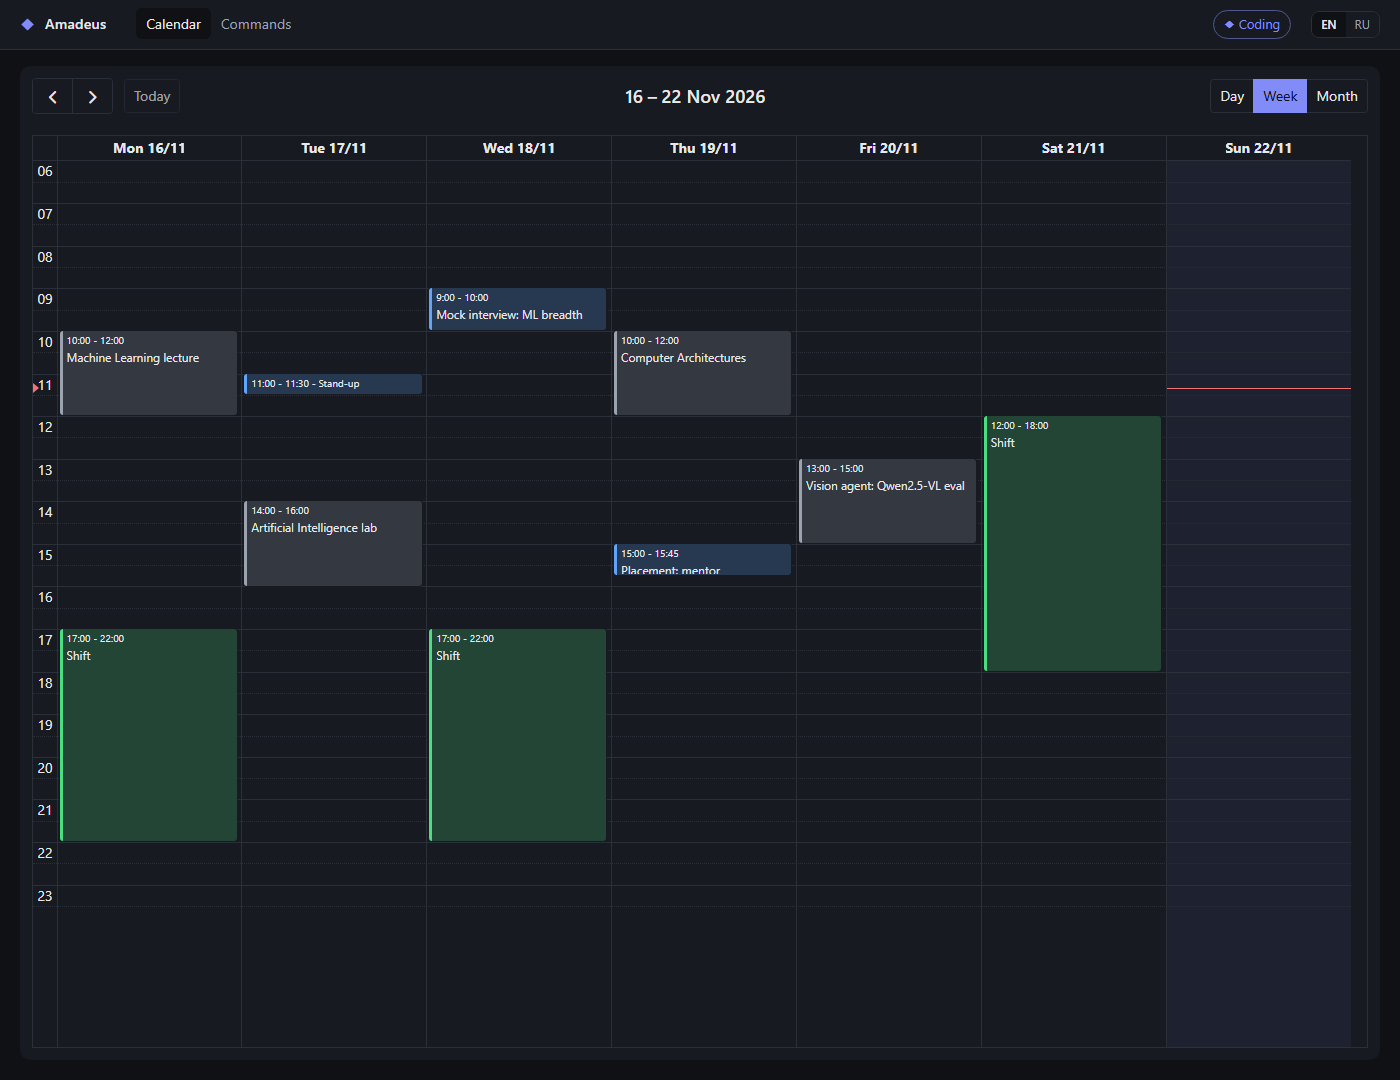 Amadeus
Calendar
Commands
Coding
EN
RU
Today
16 – 22 Nov 2026
Day
Week
Month
Mon 16/11
Tue 17/11
Wed 18/11
Thu 19/11
Fri 20/11
Sat 21/11
Sun 22/11
06
07
08
09
9:00 - 10:00
Mock interview: ML breadth
10
10:00 - 12:00
Machine Learning lecture
10:00 - 12:00
Computer Architectures
11
11:00 - 11:30 - Stand-up
12
12:00 - 18:00
Shift
13
13:00 - 15:00
Vision agent: Qwen2.5-VL eval
14
14:00 - 16:00
Artificial Intelligence lab
15
15:00 - 15:45
Placement: mentor
16
17
17:00 - 22:00
Shift
17:00 - 22:00
Shift
18
19
20
21
22
23